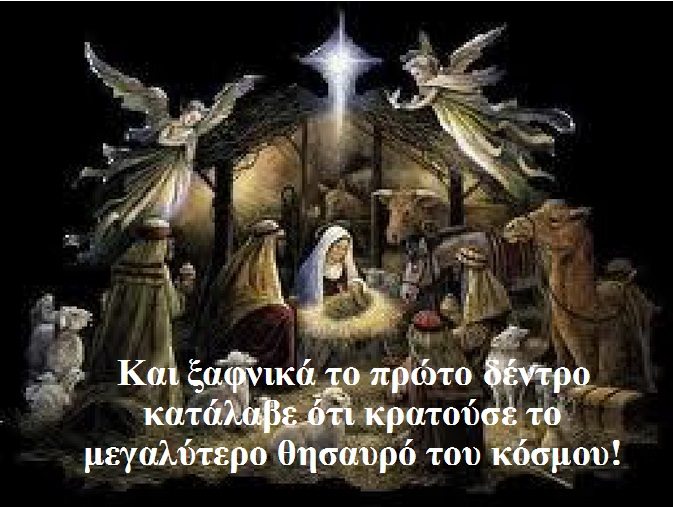 Και ξαφνικά το πρώτο δέντρο
κατάλαβε ότι κρατούσε το
μεγαλύτερο θησαυρό του κόσμου!